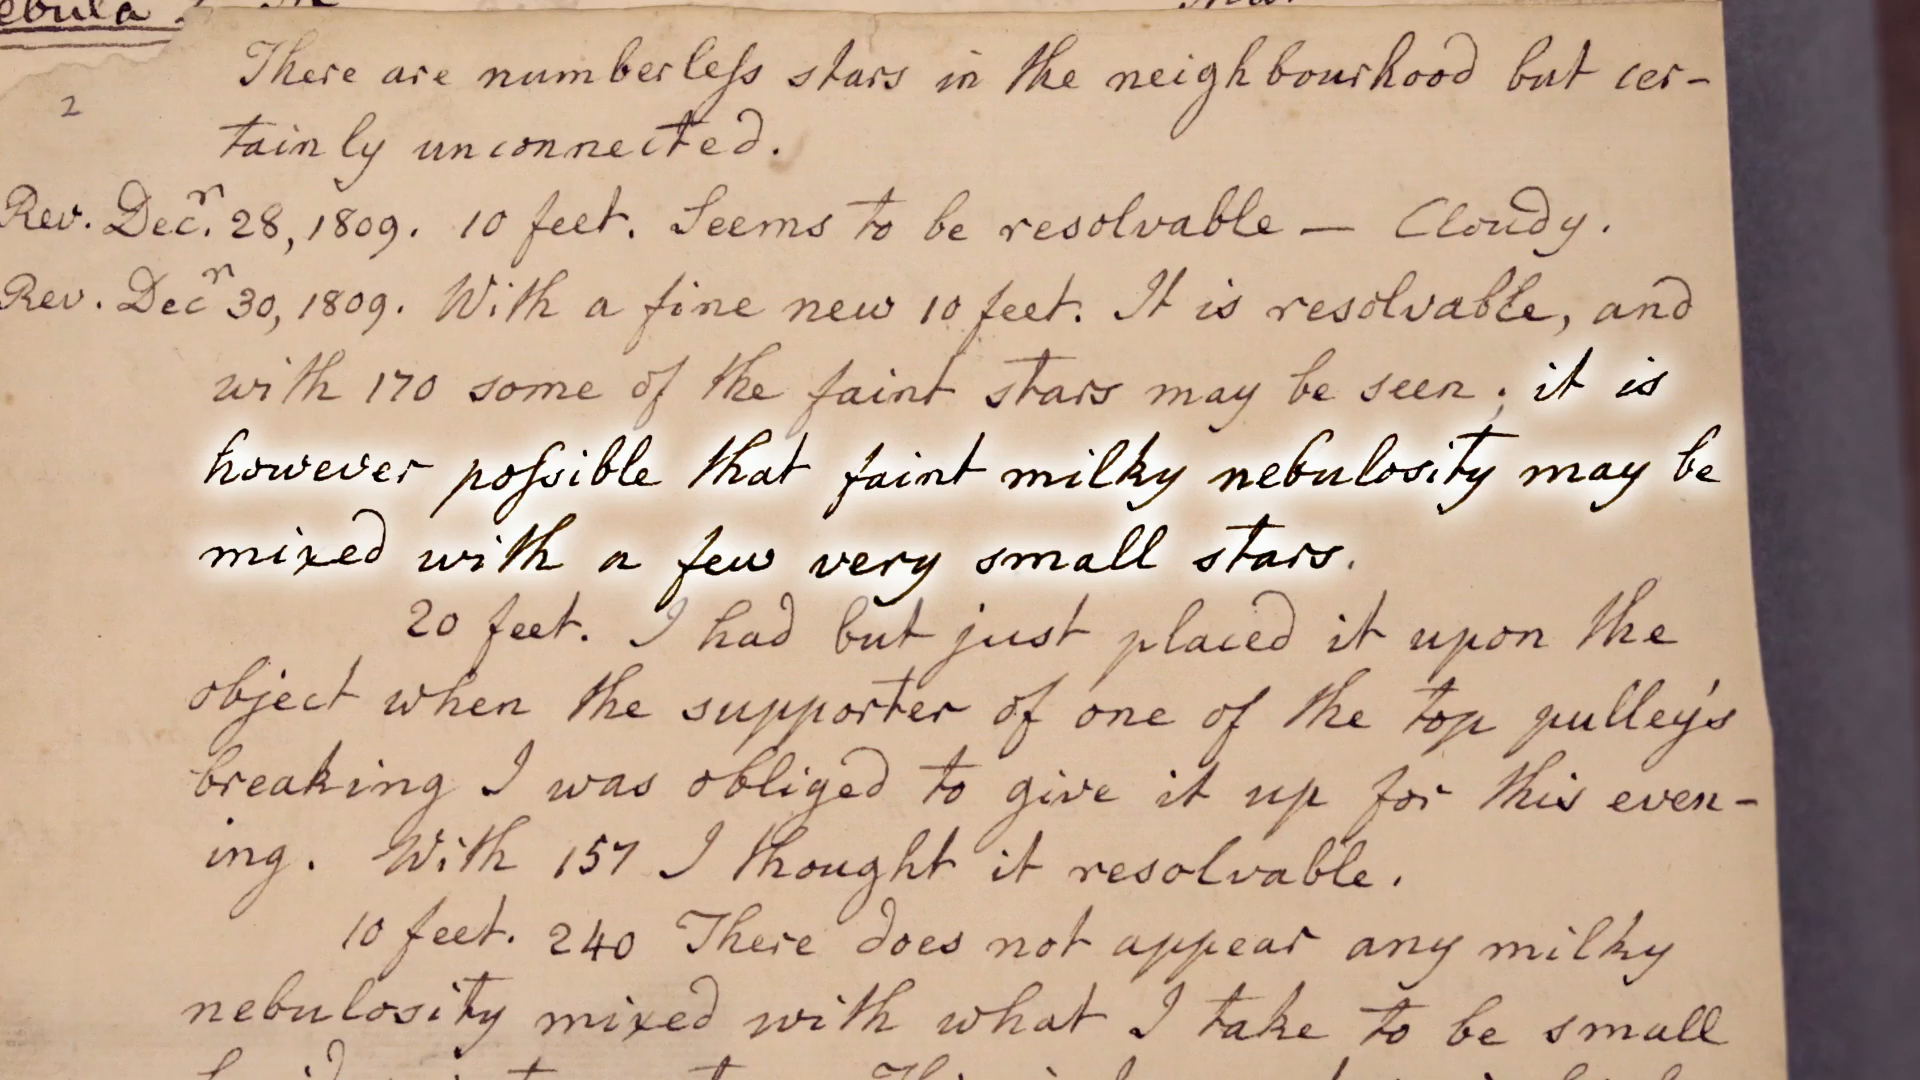 ebula
There are numberleſs stars in the neighbourhood but cer-
2
tainly unconnected.
Rev. Decr. 28, 1809. 10 feet. Seems to be resolvable — Cloudy.
Rev. Decr 30, 1809. With a fine new 10 feet. It is resolvable, and
with 170 some of the faint stars may be seen; it is
however poſsible that faint milky nebulosity may be
mixed with a few very small stars.
20 feet. I had but just placed it upon the
object when the supporter of one of the top pulley's
breaking I was obliged to give it up for this even-
ing. With 157 I thought it resolvable.
10 feet. 240 There does not appear any milky
nebulosity mixed with what I take to be small